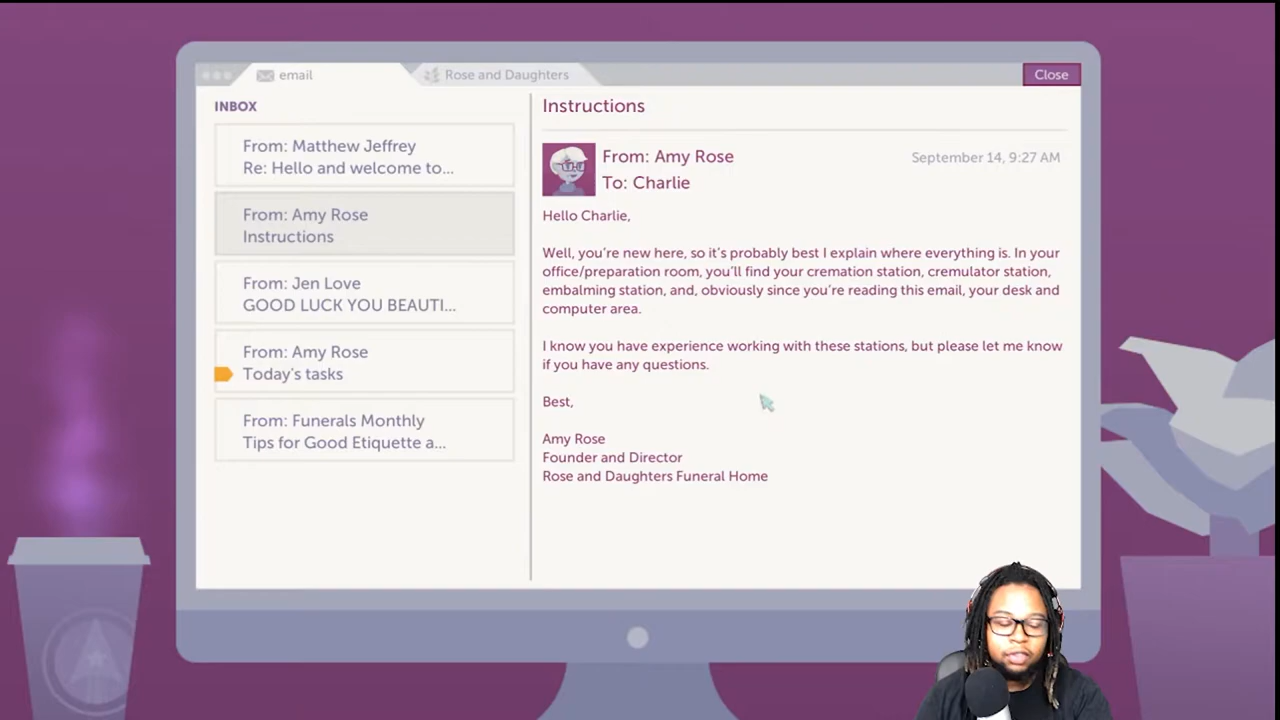 email
Rose and Daughters
Close
INBOX
From: Matthew Jeffrey
Re: Hello and welcome to...
From: Amy Rose
Instructions
From: Jen Love
GOOD LUCK YOU BEAUTI...
From: Amy Rose
Today's tasks
From: Funerals Monthly
Tips for Good Etiquette a...
Instructions
From: Amy Rose
September 14, 9:27 AM
To: Charlie
Hello Charlie,
Well, you're new here, so it's probably best I explain where everything is. In your
office/preparation room, you'll find your cremation station, cremulator station,
embalming station, and, obviously since you're reading this email, your desk and
computer area.
I know you have experience working with these stations, but please let me know
if you have any questions.
Best,
Amy Rose
Founder and Director
Rose and Daughters Funeral Home